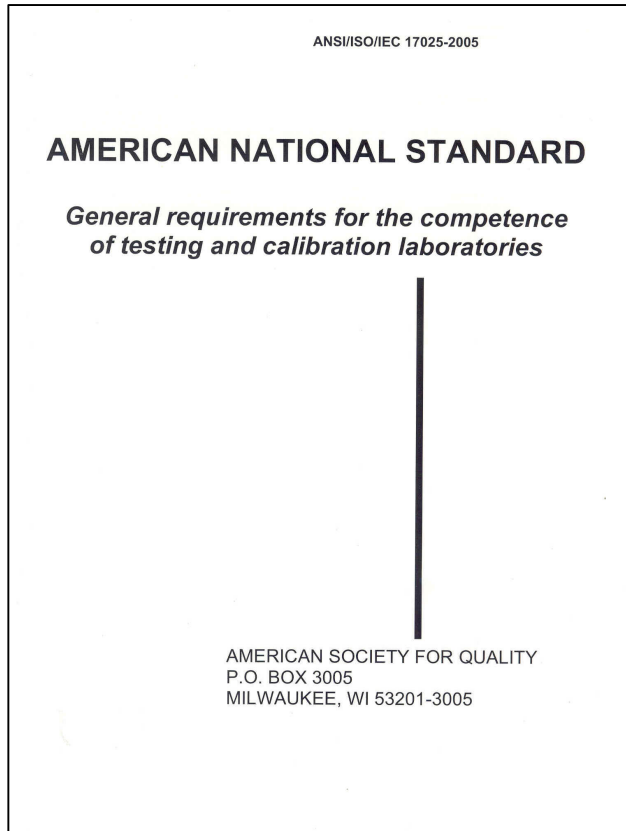 ANSI/ISO/IEC 17025-2005
AMERICAN NATIONAL STANDARD
General requirements for the competence
of testing and calibration laboratories
AMERICAN SOCIETY FOR QUALITY
P.O. BOX 3005
MILWAUKEE, WI 53201-3005